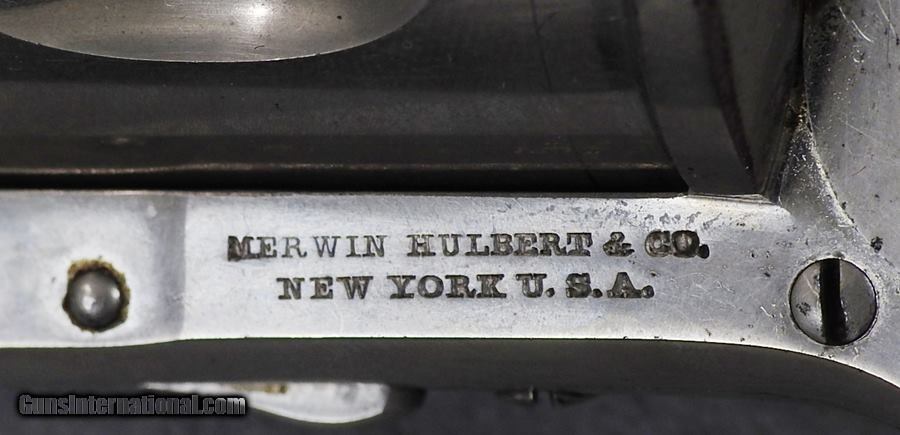 MERWIN HULBERT & CO.
NEW YORK U.S.A.
GunsInternational.com